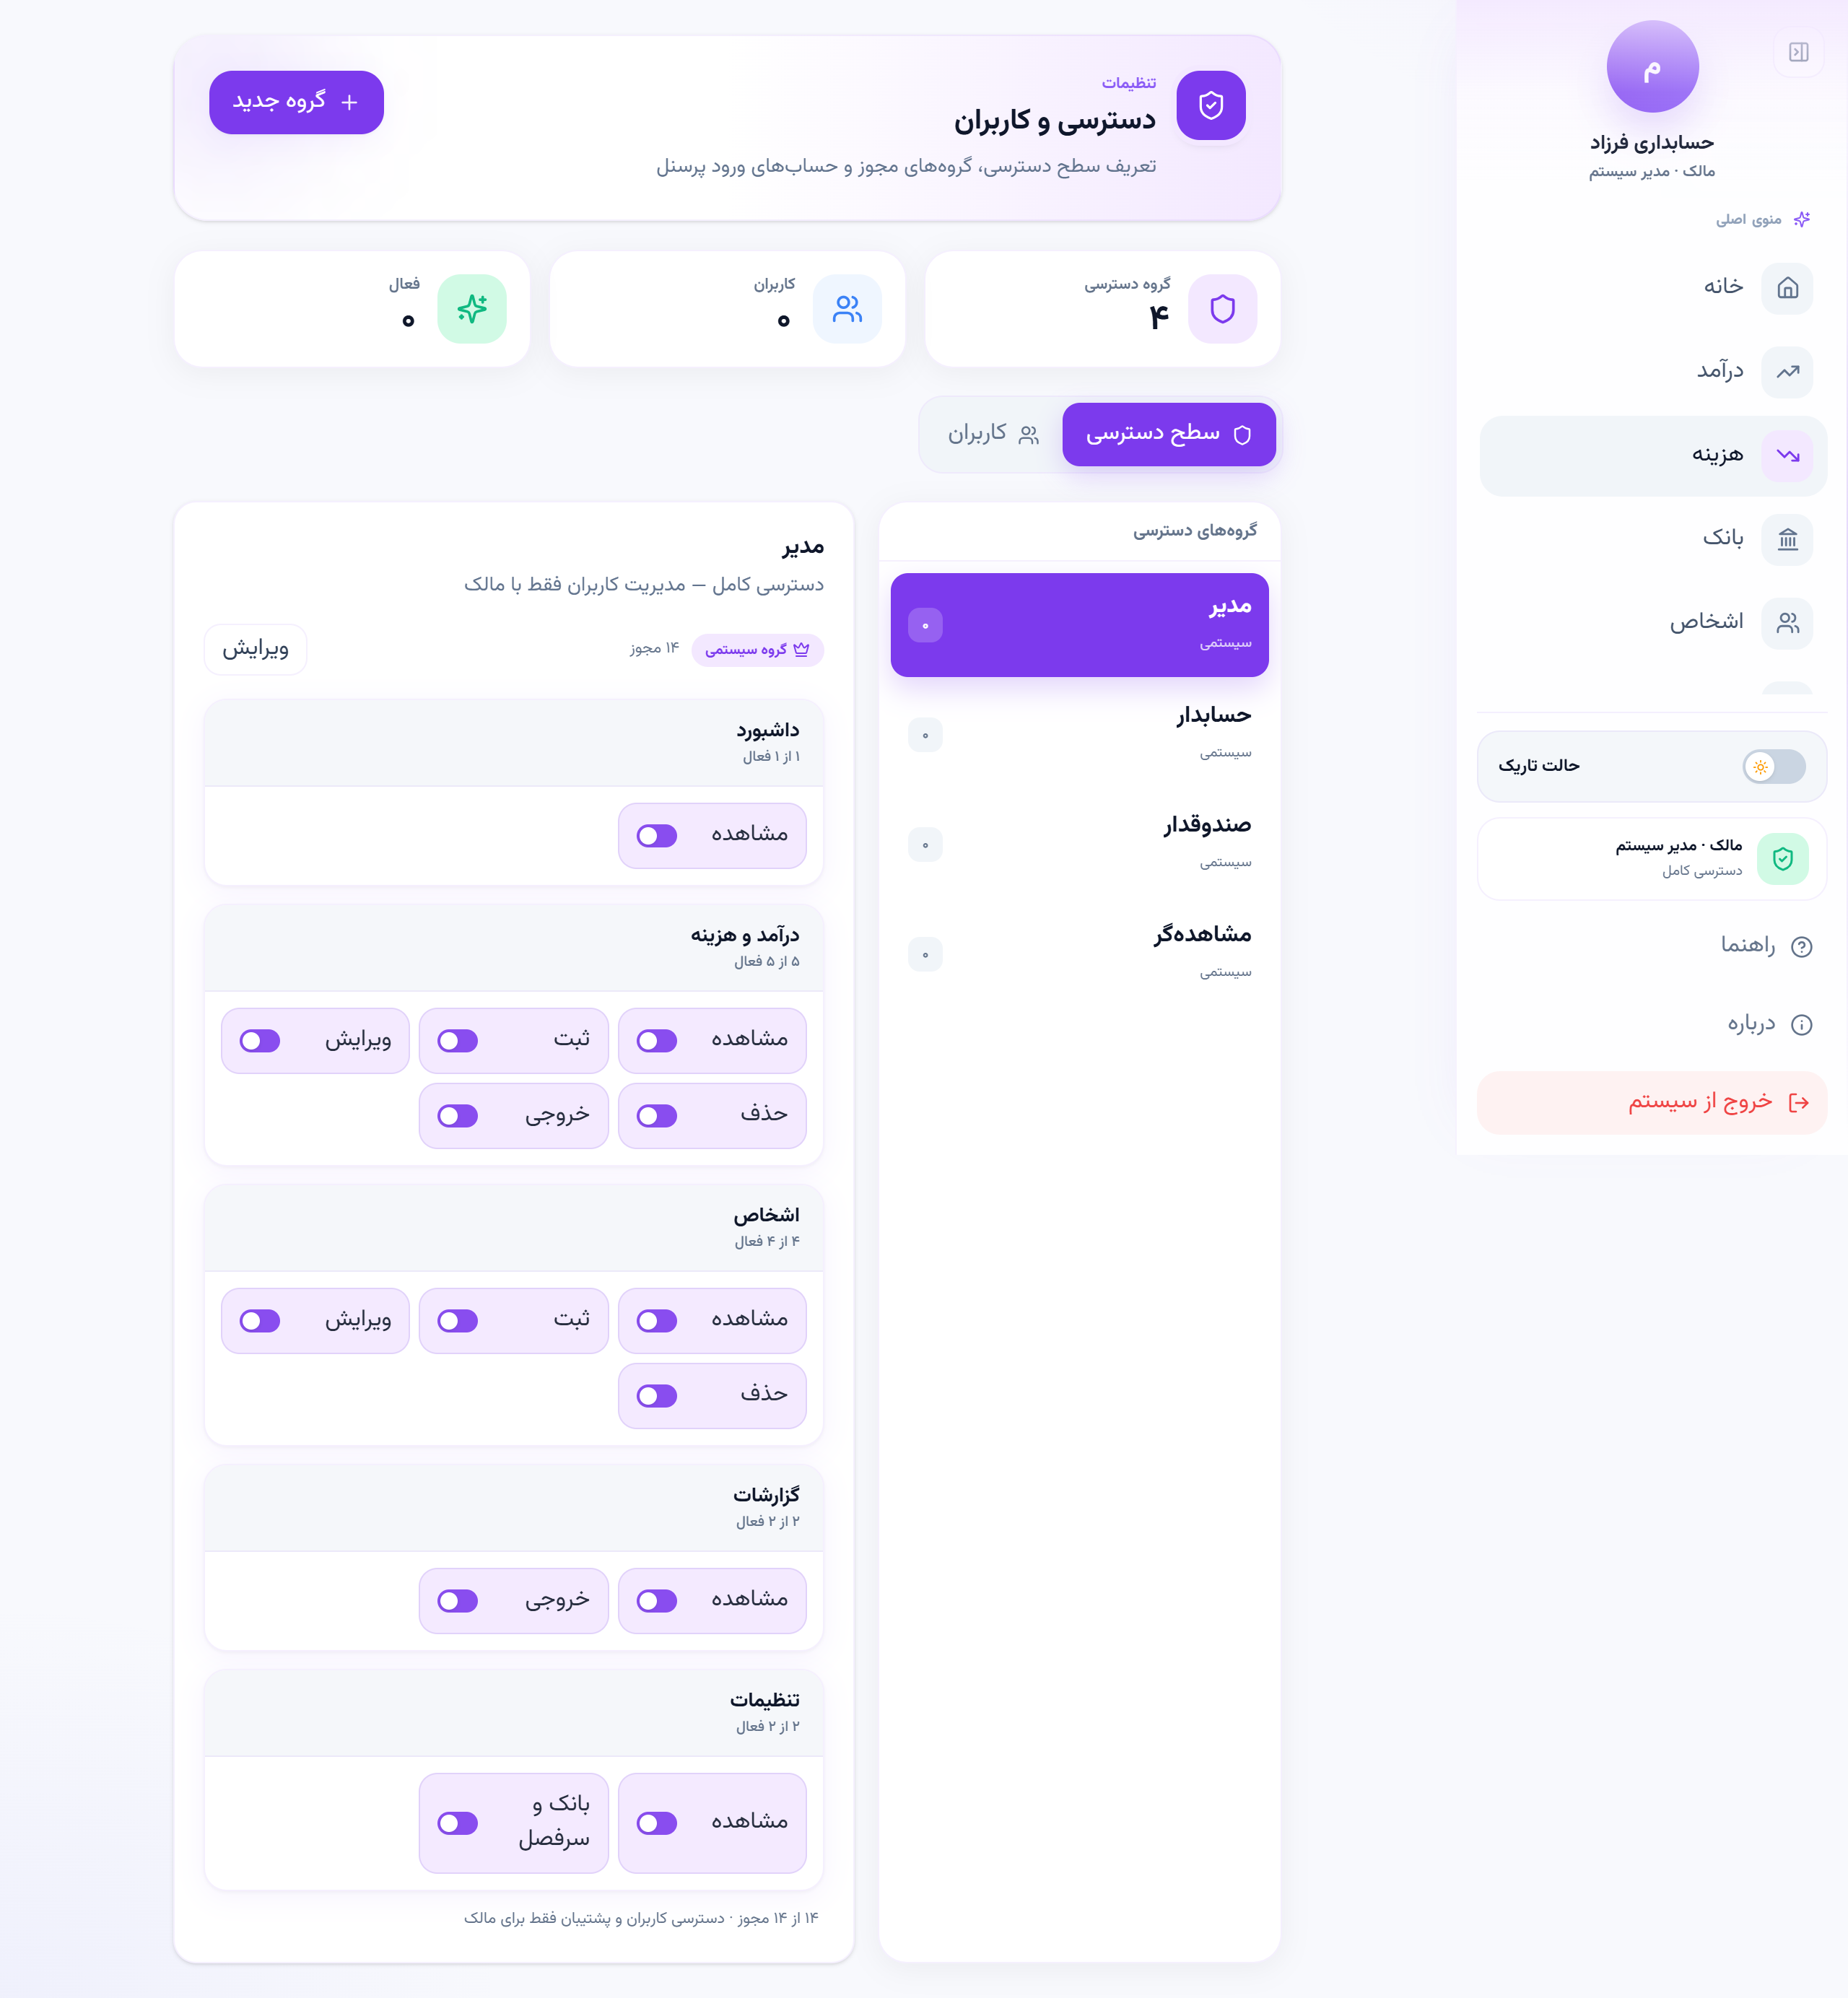 م
حسابداری فرزاد
مالک · مدیر سیستم
منوی اصلی
خانه
درآمد
هزینه
بانک
اشخاص
حالت تاریک
مالک · مدیر سیستم
دسترسی کامل
راهنما
درباره
خروج از سیستم
تنظیمات
دسترسی و کاربران
تعریف سطح دسترسی، گروه‌های مجوز و حساب‌های ورود پرسنل
گروه جدید
گروه دسترسی
۴
کاربران
۰
فعال
۰
سطح دسترسی
کاربران
گروه‌های دسترسی
مدیر
سیستمی
۰
حسابدار
سیستمی
۰
صندوقدار
سیستمی
۰
مشاهده‌گر
سیستمی
۰
مدیر
دسترسی کامل — مدیریت کاربران فقط با مالک
گروه سیستمی
۱۴ مجوز
ویرایش
داشبورد
۱ از ۱ فعال
مشاهده
درآمد و هزینه
۵ از ۵ فعال
مشاهده
ثبت
ویرایش
حذف
خروجی
اشخاص
۴ از ۴ فعال
مشاهده
ثبت
ویرایش
حذف
گزارشات
۲ از ۲ فعال
مشاهده
خروجی
تنظیمات
۲ از ۲ فعال
مشاهده
بانک و
سرفصل
۱۴ از ۱۴ مجوز · دسترسی کاربران و پشتیبان فقط برای مالک